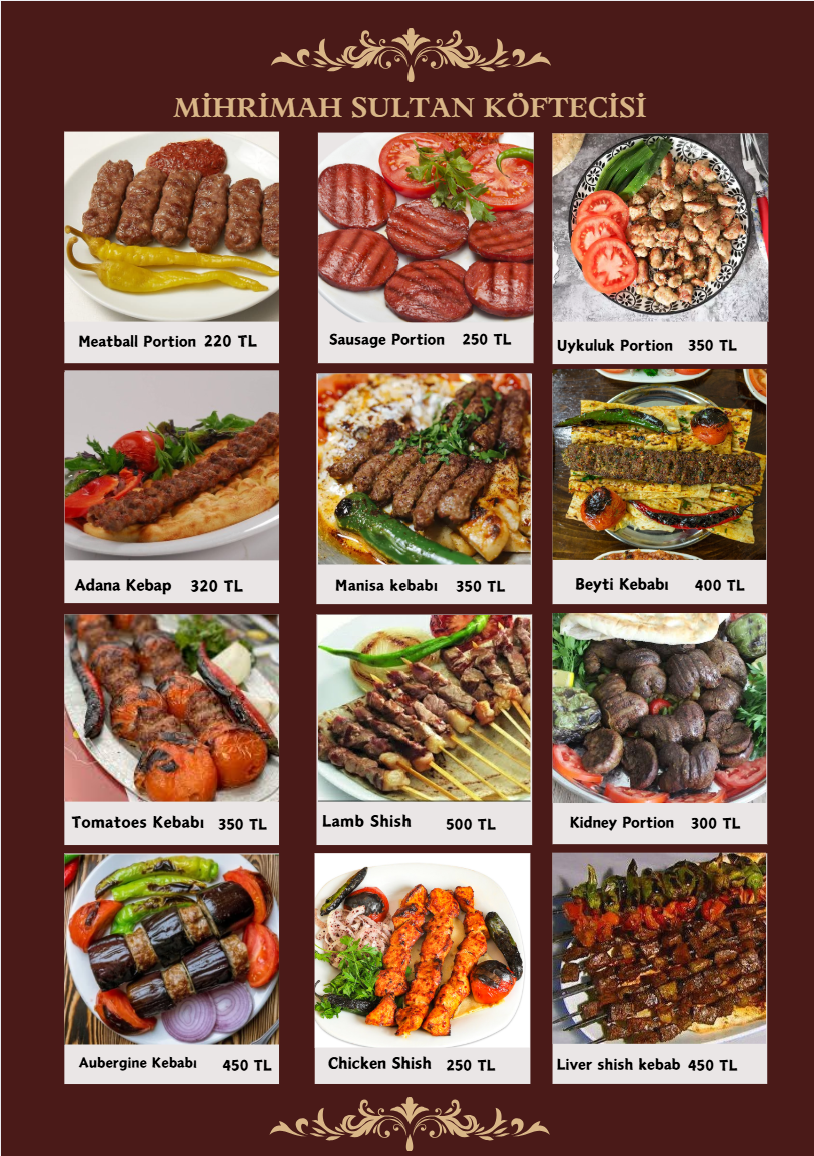 MİHRİMAH SULTAN KÖFTECİSİ
Meatball Portion 220 TL
Sausage Portion 250 TL
Uykuluk Portion 350 TL
Adana Kebap 320 TL
Manisa kebabı 350 TL
Beyti Kebabı 400 TL
Tomatoes Kebabı 350 TL
Lamb Shish 500 TL
Kidney Portion 300 TL
Aubergine Kebabı 450 TL
Chicken Shish 250 TL
Liver shish kebab 450 TL